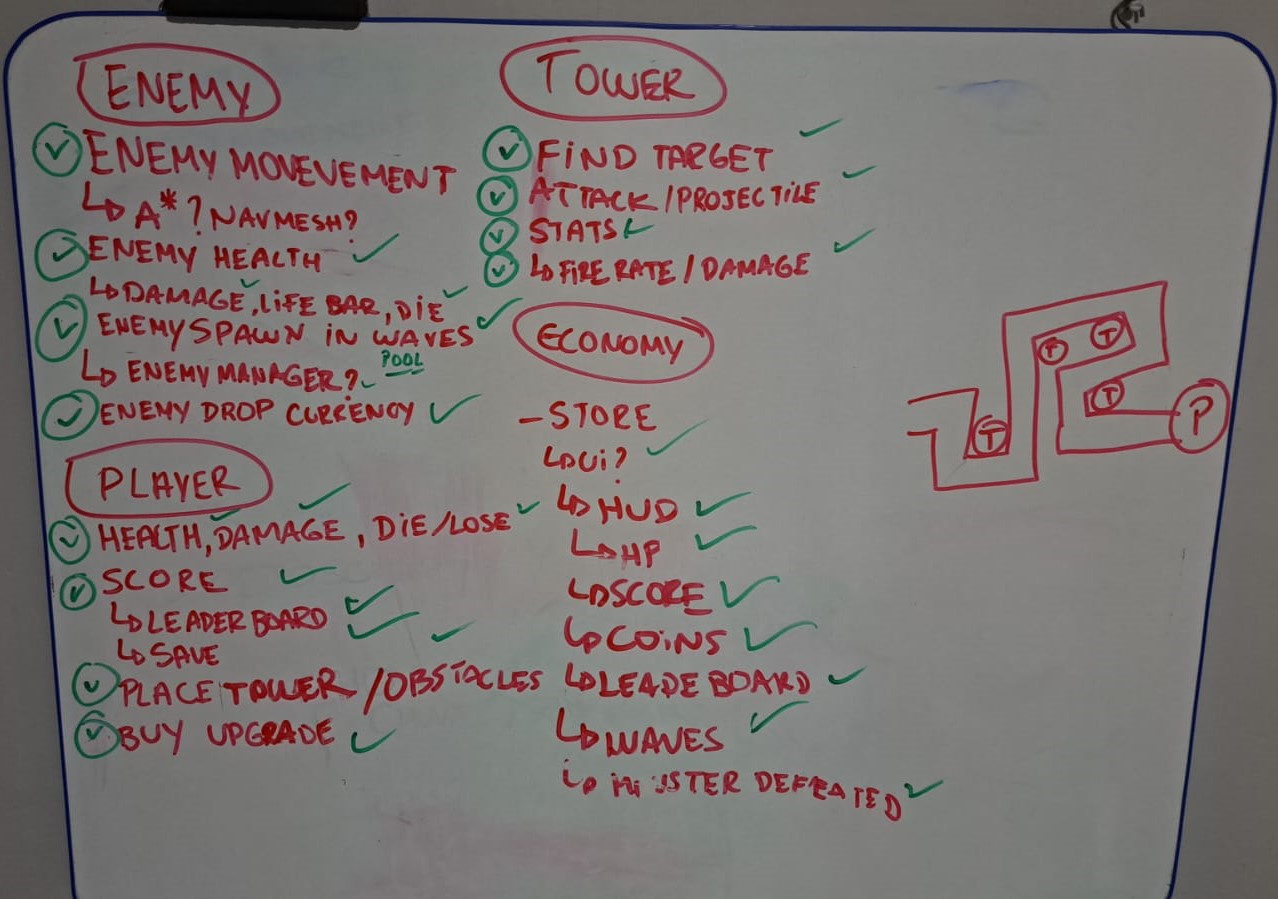 ENEMY
ENEMY MOVEVEMENT
↳ A* ? NAVMESH?
ENEMY HEALTH
↳ DAMAGE, LIFE BAR, DIE
ENEMY SPAWN IN WAVES
↳ ENEMY MANAGER? POOL
ENEMY DROP CURRENCY
PLAYER
HEALTH, DAMAGE, DIE/LOSE
SCORE
↳ LEADER BOARD
↳ SAVE
PLACE TOWER / OBSTACLES
BUY UPGRADE
TOWER
FIND TARGET
ATTACK / PROJECTILE
STATS
↳ FIRE RATE / DAMAGE
ECONOMY
- STORE
↳ Ui?
↳ HUD
↳ HP
↳ SCORE
↳ COINS
↳ LEADE BOARD
↳ WAVES
↳ DEFEATED
T
T
T
T
P